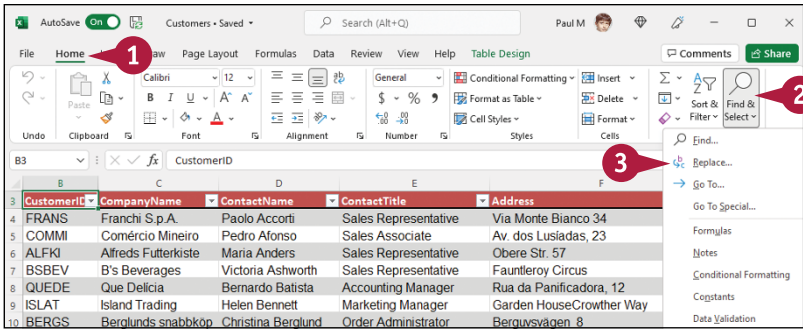 AutoSave On Customers • Saved Search (Alt+Q) Paul M
File Home aw Page Layout Formulas Data Review View Help Table Design Comments Share
1
Paste
Calibri 12
B I U A^ Aˇ
A
ab
General
$ % 9
Conditional Formatting
Format as Table
Cell Styles
Insert
Delete
Format
Sort & Filter
Find & Select
2
Undo Clipboard Font Alignment Number Styles Cells
Find...
3
Replace...
Go To...
Go To Special...
Formulas
Notes
Conditional Formatting
Constants
Data Validation
B3 fx CustomerID
B C D E F
3 CustomerID CompanyName ContactName ContactTitle Address
4 FRANS Franchi S.p.A. Paolo Accorti Sales Representative Via Monte Bianco 34
5 COMMI Comércio Mineiro Pedro Afonso Sales Associate Av. dos Lusíadas, 23
6 ALFKI Alfreds Futterkiste Maria Anders Sales Representative Obere Str. 57
7 BSBEV B's Beverages Victoria Ashworth Sales Representative Fauntleroy Circus
8 QUEDE Que Delícia Bernardo Batista Accounting Manager Rua da Panificadora, 12
9 ISLAT Island Trading Helen Bennett Marketing Manager Garden HouseCrowther Way
10 BERGS Berglunds snabbköp Christina Berglund Order Administrator Berguvsvägen 8